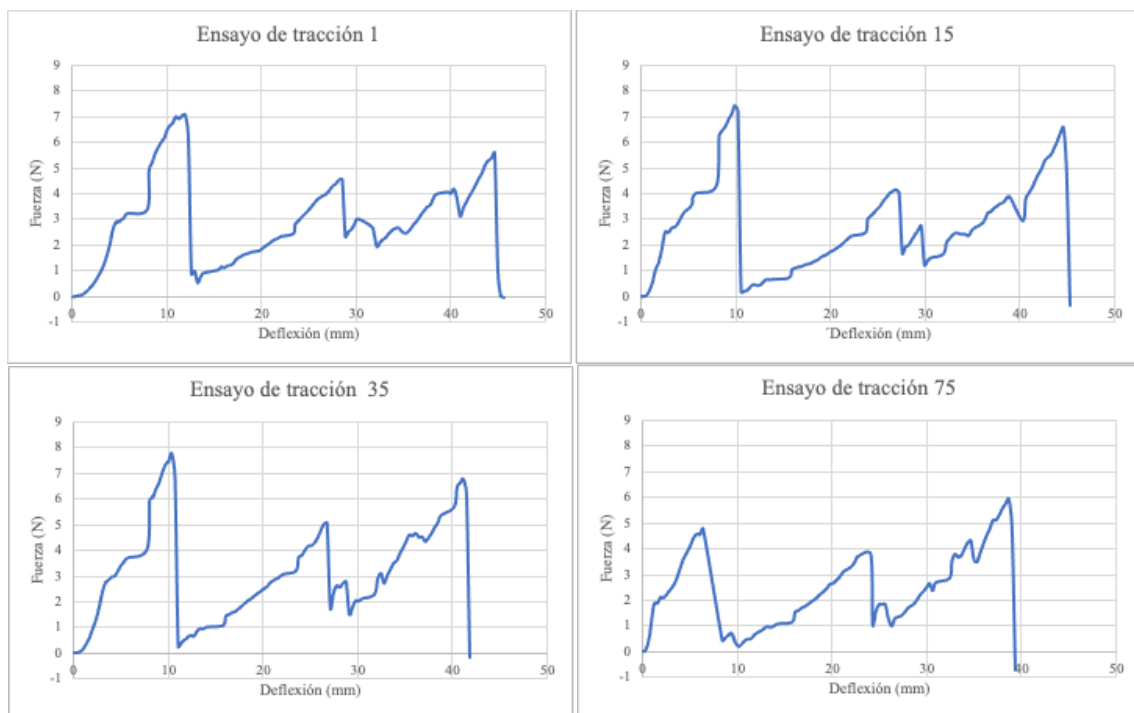 Ensayo de tracción 1
9
8
7
6
5
4
3
2
1
0
-1
Fuerza (N)
0 10 20 30 40 50
Deflexión (mm)
Ensayo de tracción 15
9
8
7
6
5
4
3
2
1
0
-1
Fuerza (N)
0 10 20 30 40 50
Deflexión (mm)
Ensayo de tracción 35
9
8
7
6
5
4
3
2
1
0
-1
Fuerza (N)
0 10 20 30 40 50
Deflexión (mm)
Ensayo de tracción 75
9
8
7
6
5
4
3
2
1
0
-1
Fuerza (N)
0 10 20 30 40 50
Deflexión (mm)